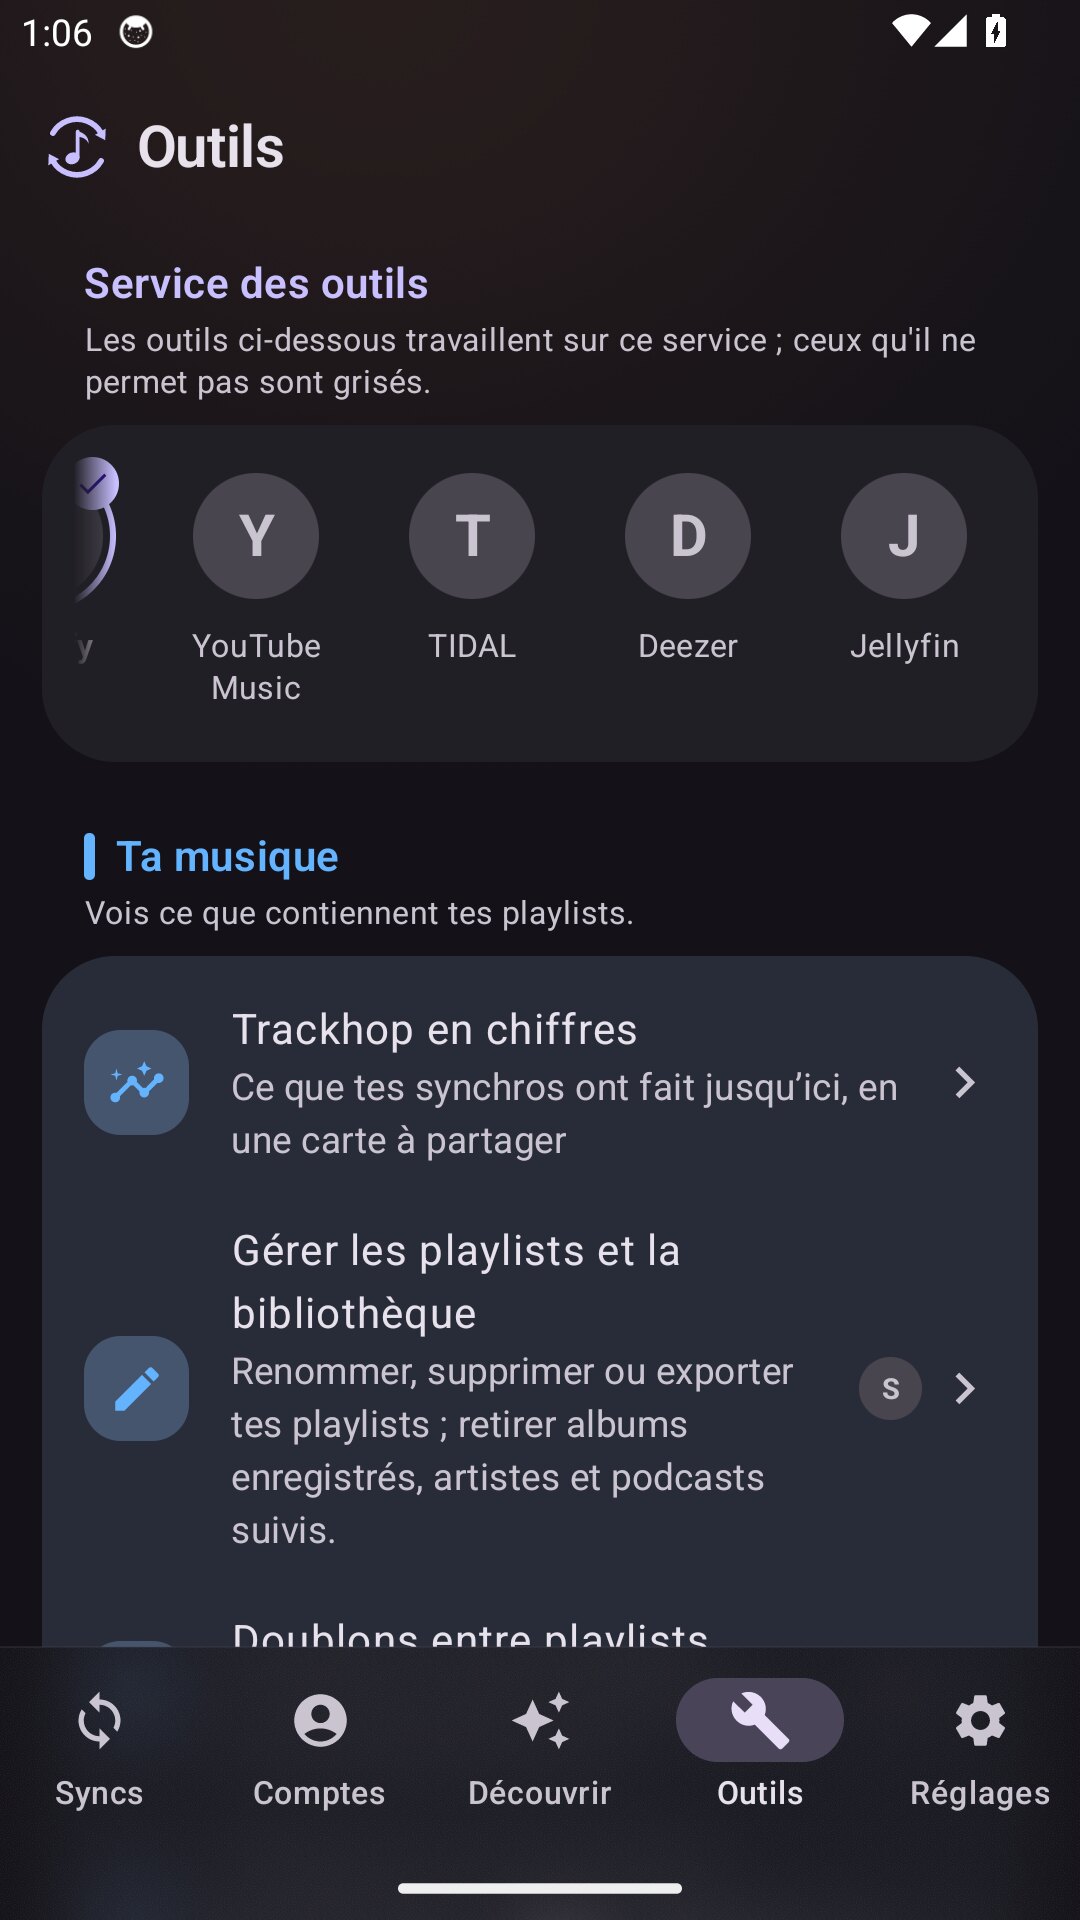 1:06
Outils
Service des outils
Les outils ci-dessous travaillent sur ce service ; ceux qu'il ne
permet pas sont grisés.
Y
T
D
J
y
YouTube
Music
TIDAL
Deezer
Jellyfin
Ta musique
Vois ce que contiennent tes playlists.
Trackhop en chiffres
Ce que tes synchros ont fait jusqu’ici, en
une carte à partager
Gérer les playlists et la
bibliothèque
Renommer, supprimer ou exporter
tes playlists ; retirer albums
enregistrés, artistes et podcasts
suivis.
S
Doublons entre playlists
Syncs
Comptes
Découvrir
Outils
Réglages